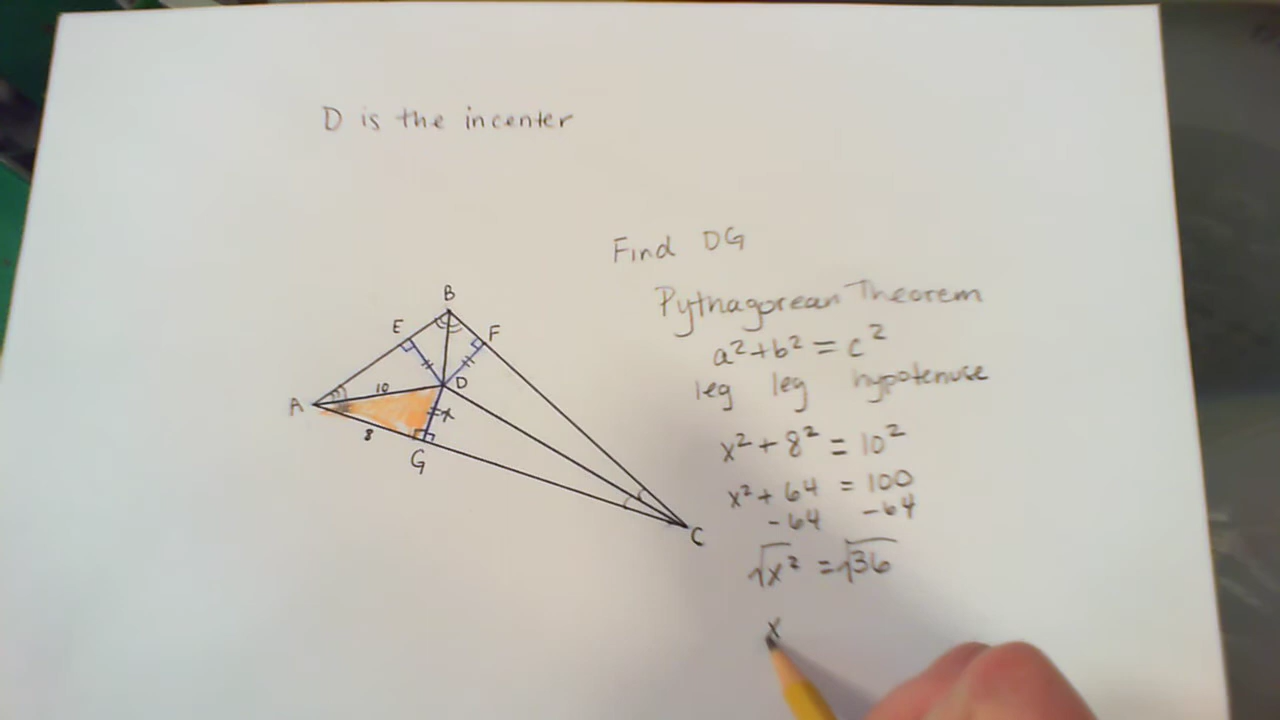 D is the incenter
Find DG
Pythagorean Theorem
a²+b² = c²
leg leg hypotenuse
B
E
F
10
D
A
x
8
G
C
x² + 8² = 10²
x² + 64 = 100
-64 -64
√x² = √36
x